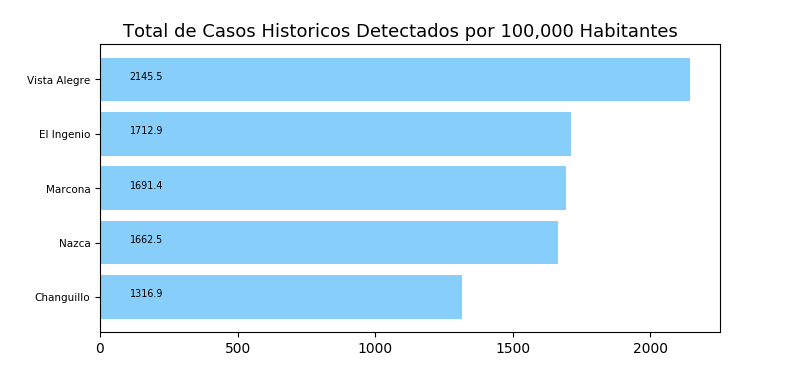 Total de Casos Historicos Detectados por 100,000 Habitantes
Vista Alegre 2145.5
El Ingenio 1712.9
Marcona 1691.4
Nazca 1662.5
Changuillo 1316.9
0 500 1000 1500 2000